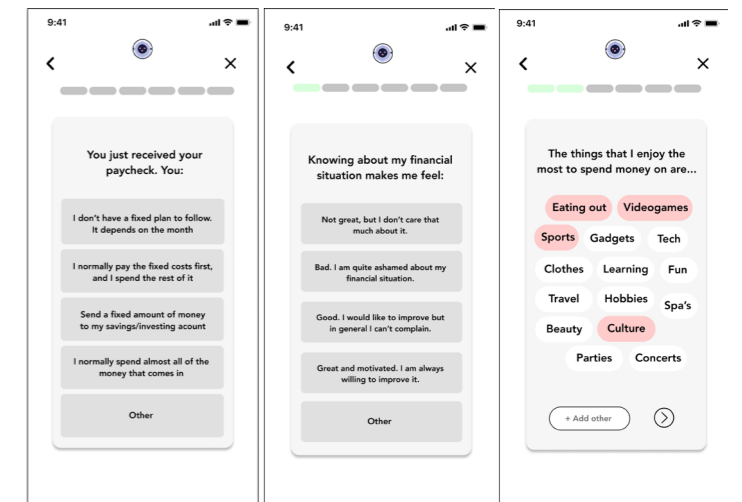 9:41
You just received your
paycheck. You:
I don't have a fixed plan to follow.
It depends on the month
I normally pay the fixed costs first,
and I spend the rest of it
Send a fixed amount of money
to my savings/investing acount
I normally spend almost all of the
money that comes in
Other
9:41
Knowing about my financial
situation makes me feel:
Not great, but I don't care that
much about it.
Bad. I am quite ashamed about my
financial situation.
Good. I would like to improve but
in general I can't complain.
Great and motivated. I am always
willing to improve it.
Other
9:41
The things that I enjoy the
most to spend money on are...
Eating out Videogames
Sports Gadgets Tech
Clothes Learning Fun
Travel Hobbies Spa's
Beauty Culture
Parties Concerts
+ Add other